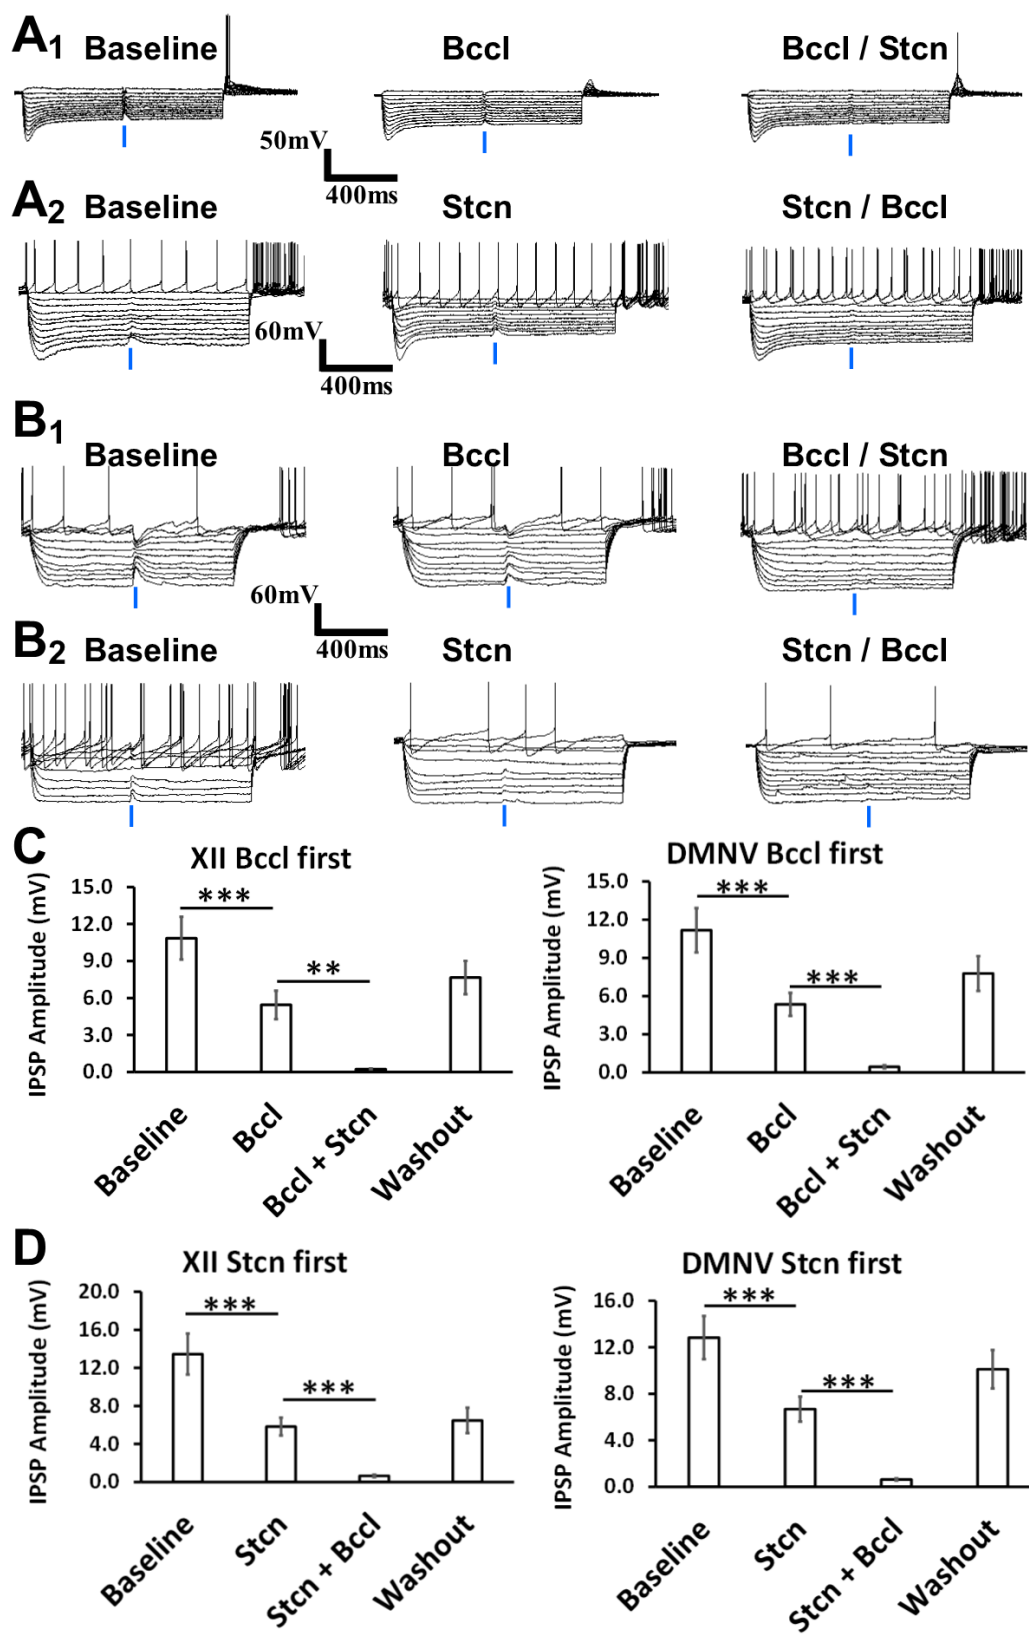 A1 Baseline Bccl Bccl / Stcn
50mV
400ms
A2 Baseline Stcn Stcn / Bccl
60mV
400ms
B1
Baseline Bccl Bccl / Stcn
60mV
400ms
B2 Baseline Stcn Stcn / Bccl
C
XII Bccl first
IPSP Amplitude (mV)
15.0
12.0
9.0
6.0
3.0
0.0
***
**
Baseline
Bccl
Bccl + Stcn
Washout
DMNV Bccl first
IPSP Amplitude (mV)
15.0
12.0
9.0
6.0
3.0
0.0
***
***
Baseline
Bccl
Bccl + Stcn
Washout
D
XII Stcn first
IPSP Amplitude (mV)
20.0
16.0
12.0
8.0
4.0
0.0
***
***
Baseline
Stcn
Stcn + Bccl
Washout
DMNV Stcn first
IPSP Amplitude (mV)
16.0
12.0
8.0
4.0
0.0
***
***
Baseline
Stcn
Stcn + Bccl
Washout